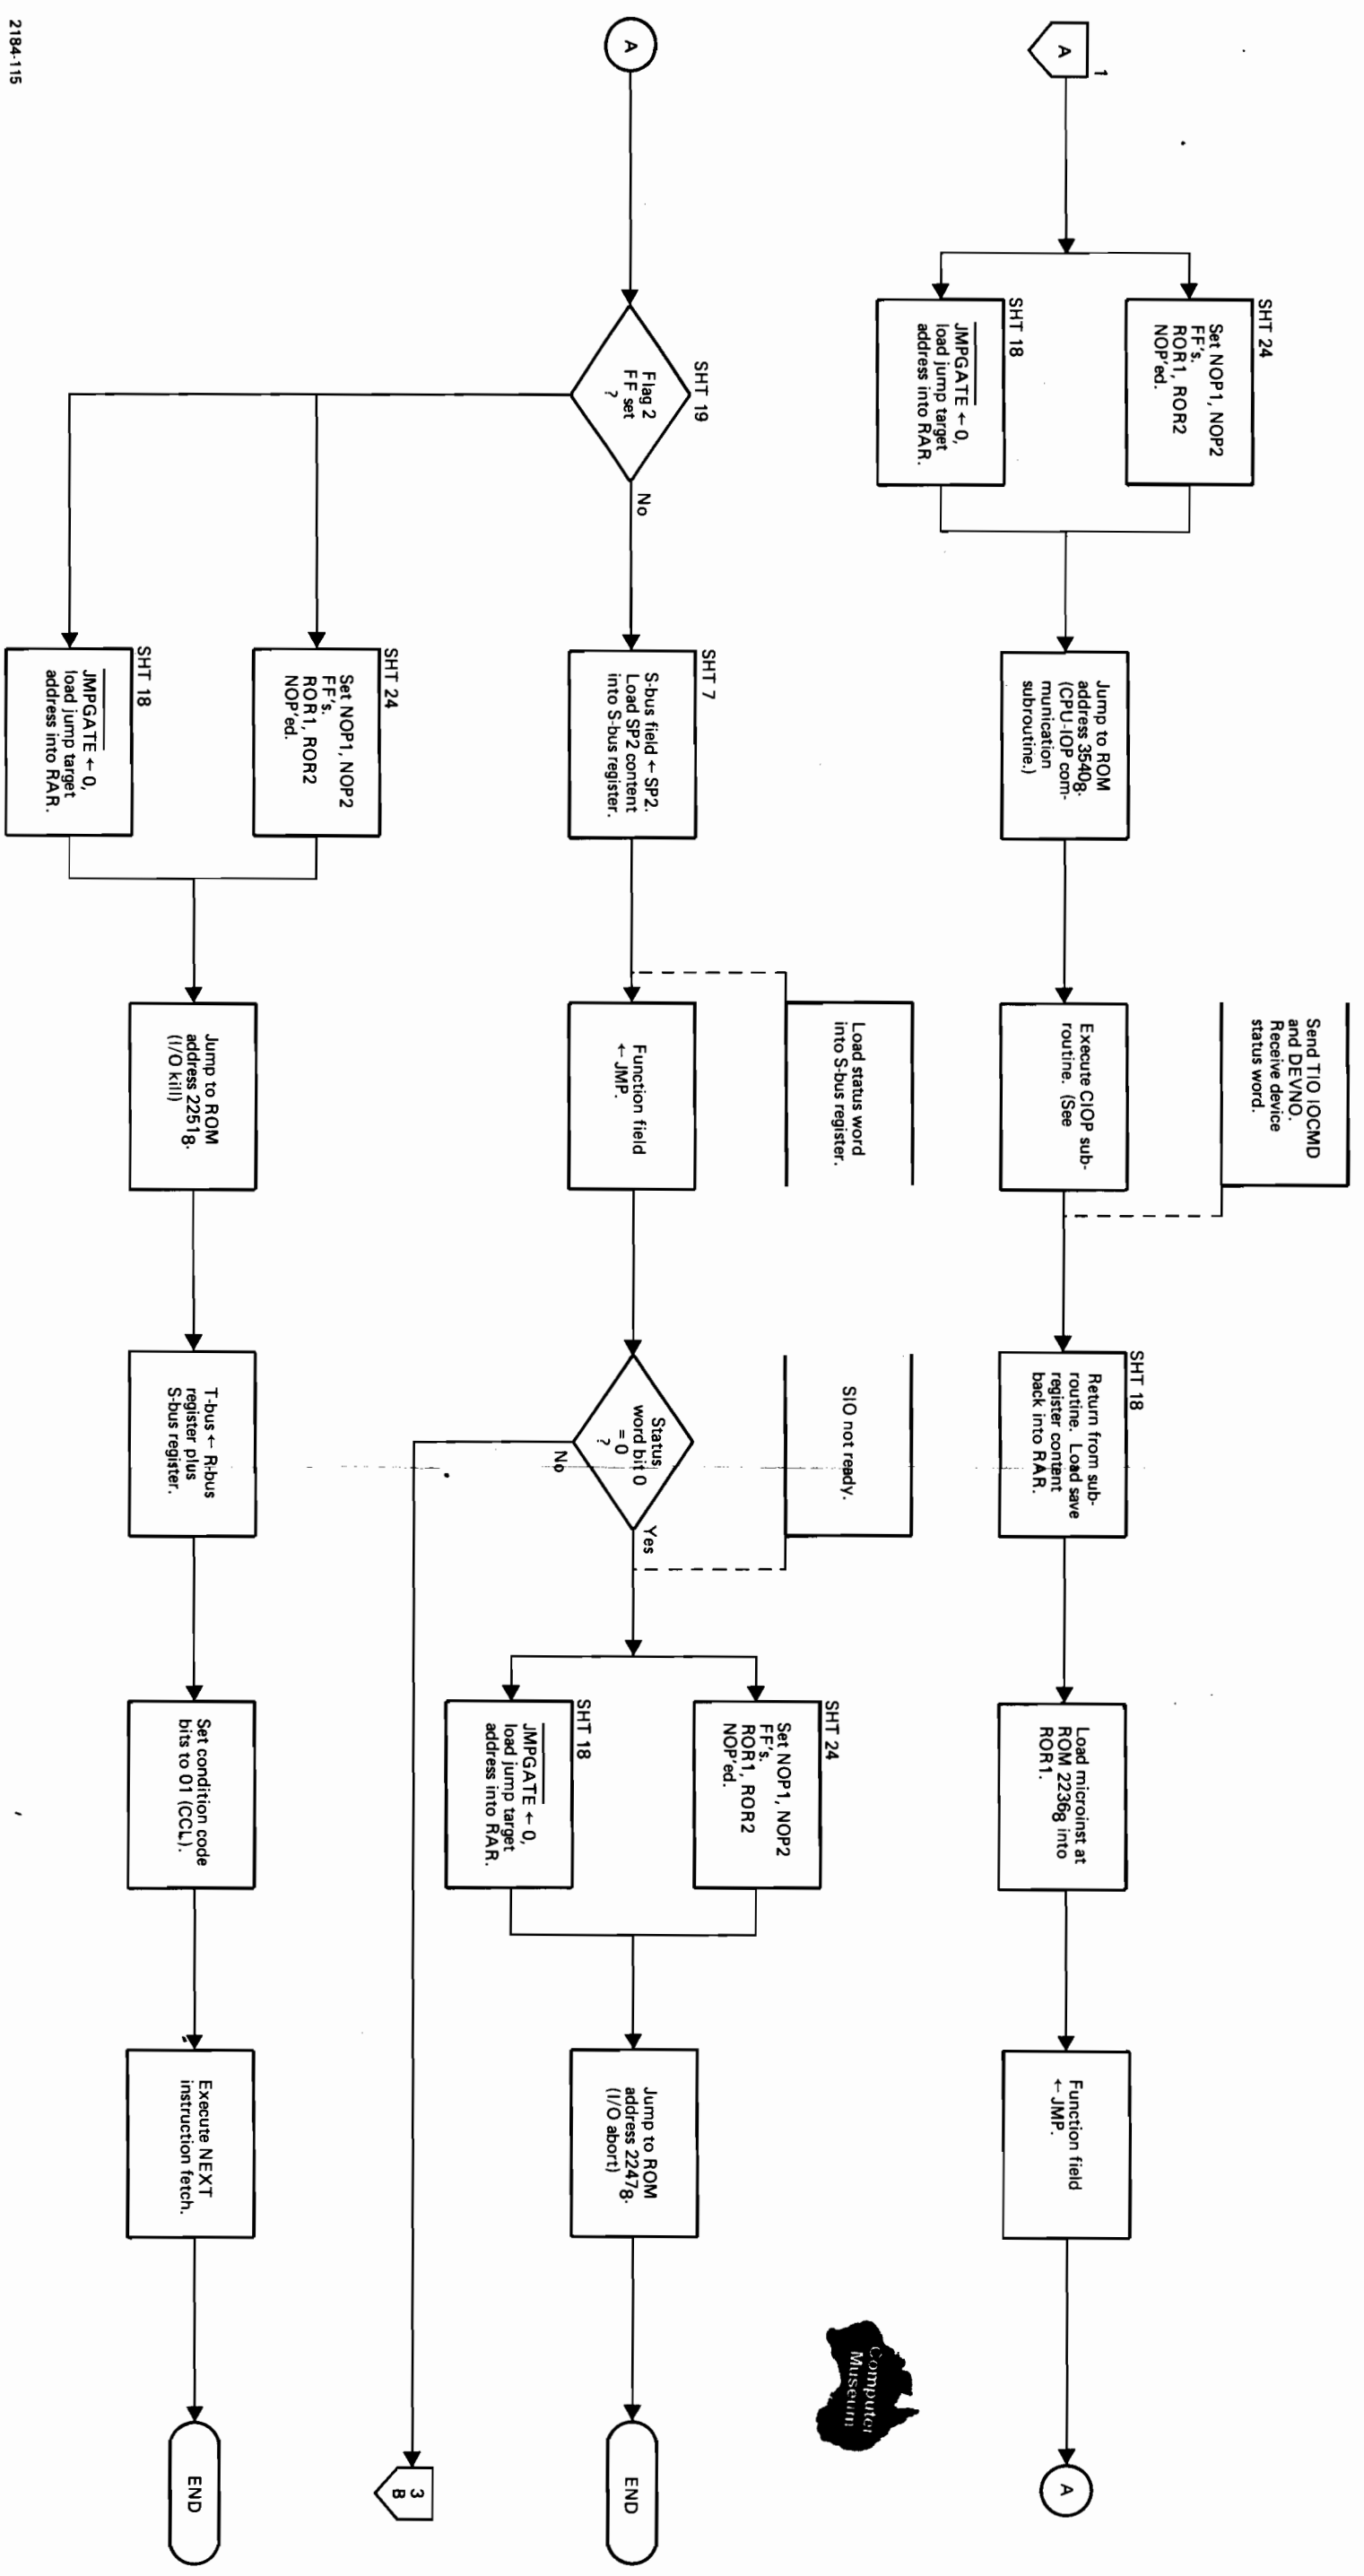 1
A
SHT 24
Set NOP1, NOP2
FF's.
ROR1, ROR2
NOP'ed.
SHT 18
JMPGATE ← 0,
load jump target
address into RAR.
Jump to ROM
address 3540₈.
(CPU-IOP com-
munication
subroutine.)
Send TIO IOCMD
and DEVNO.
Receive device
status word.
Execute CIOP sub-
routine. (See
SHT 18
Return from sub-
routine. Load save
register content
back into RAR.
Load microinst at
ROM 2236₈ into
ROR1.
Function field
← JMP.
A
A
SHT 19
Flag 2
FF set
?
No
SHT 7
S-bus field ← SP2.
Load SP2 content
into S-bus register.
Load status word
into S-bus register.
Function field
← JMP.
SIO not ready.
Status
word bit 0
= 0
?
Yes
No
SHT 24
Set NOP1, NOP2
FF's.
ROR1, ROR2
NOP'ed.
SHT 18
JMPGATE ← 0,
load jump target
address into RAR.
Jump to ROM
address 2247₈.
(I/O abort)
END
Computer
Museum
3
B
SHT 24
Set NOP1, NOP2
FF's.
ROR1, ROR2
NOP'ed.
SHT 18
JMPGATE ← 0,
load jump target
address into RAR.
Jump to ROM
address 2251₈.
(I/O kill)
T-bus ← R-bus
register plus
S-bus register.
Set condition code
bits to 01 (CCL).
Execute NEXT
instruction fetch.
END
2184-115